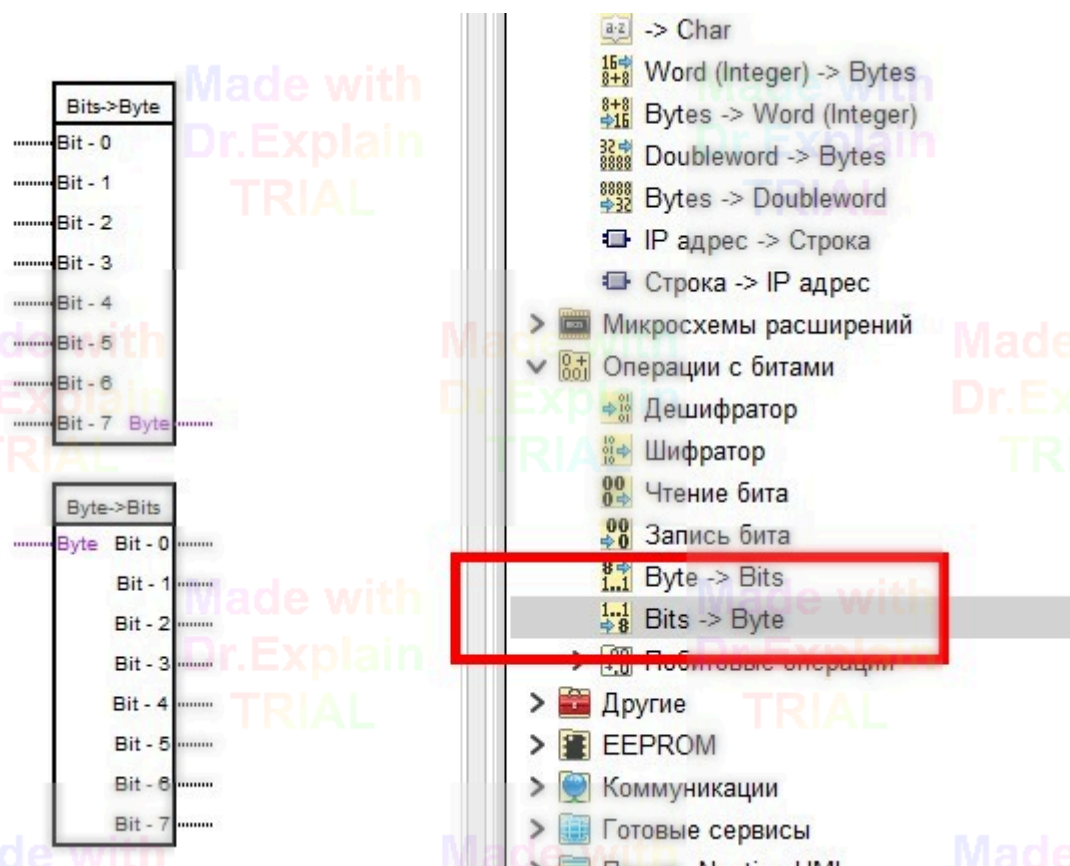 Bits->Byte
Bit - 0
Bit - 1
Bit - 2
Bit - 3
Bit - 4
Bit - 5
Bit - 6
Bit - 7 Byte
Byte->Bits
Byte Bit - 0
Bit - 1
Bit - 2
Bit - 3
Bit - 4
Bit - 5
Bit - 6
Bit - 7
-> Char
Word (Integer) -> Bytes
Bytes -> Word (Integer)
Doubleword -> Bytes
Bytes -> Doubleword
IP адрес -> Строка
Строка -> IP адрес
Микросхемы расширений
Операции с битами
Дешифратор
Шифратор
Чтение бита
Запись бита
Byte -> Bits
Bits -> Byte
Побитовые операции
Другие
EEPROM
Коммуникации
Готовые сервисы
Made with
Dr.Explain
TRIAL